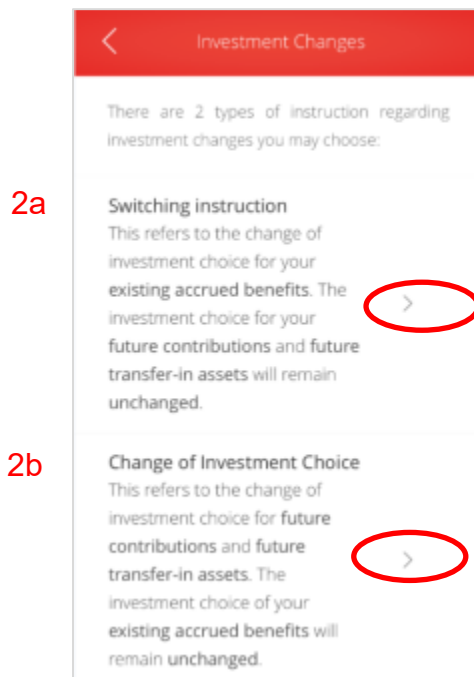 Investment Changes
There are 2 types of instruction regarding
investment changes you may choose:
2a
Switching instruction
This refers to the change of
investment choice for your
existing accrued benefits. The
investment choice for your
future contributions and future
transfer-in assets will remain
unchanged.
2b
Change of Investment Choice
This refers to the change of
investment choice for future
contributions and future
transfer-in assets. The
investment choice of your
existing accrued benefits will
remain unchanged.